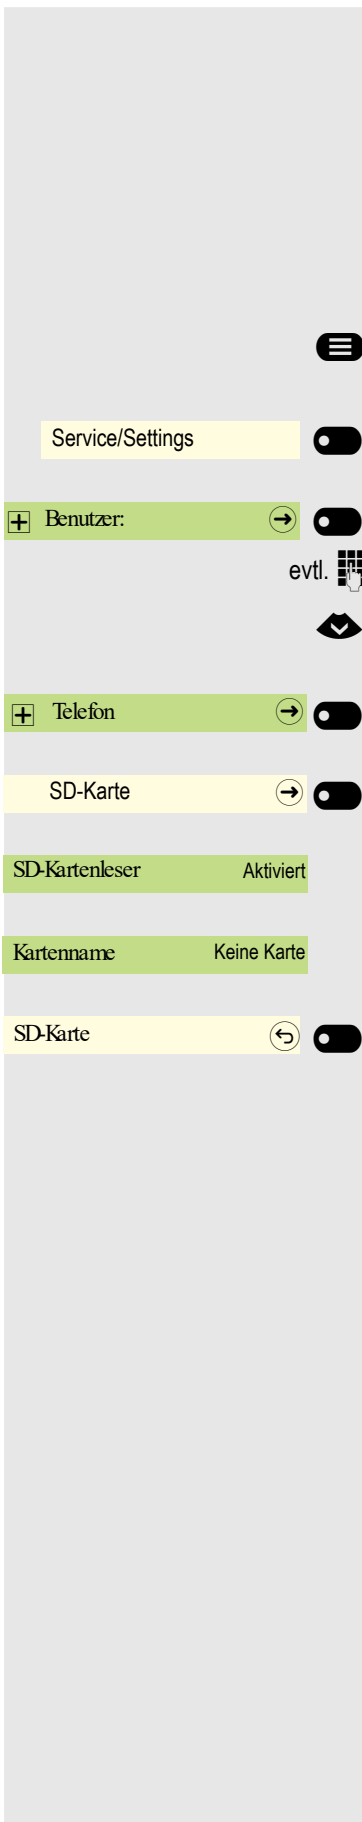 Service/Settings
Benutzer:
evtl.
Telefon
SD-Karte
SD-Kartenleser Aktiviert
Kartenname Keine Karte
SD-Karte